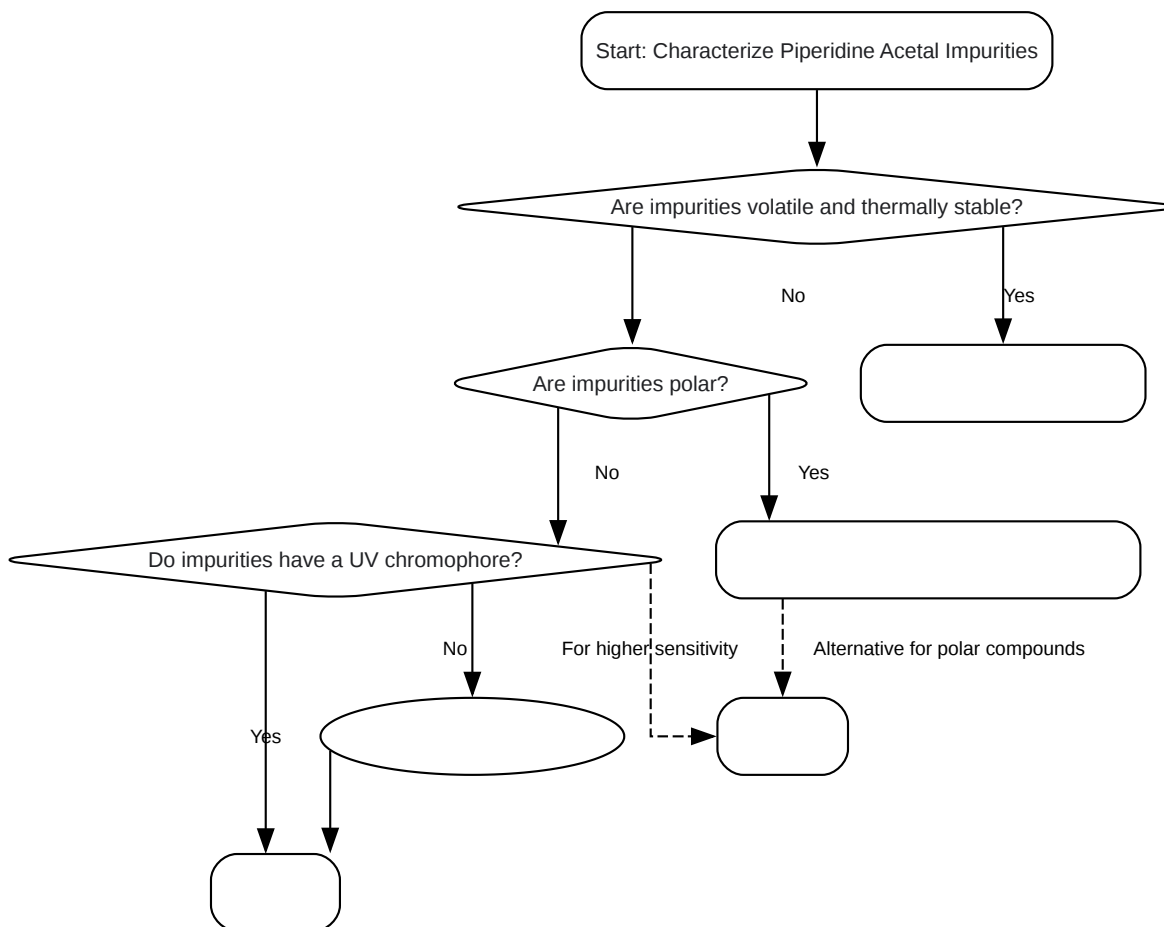 Start: Characterize Piperidine Acetal Impurities
Are impurities volatile and thermally stable?
No
Yes
Are impurities polar?
No
Yes
Do impurities have a UV chromophore?
No
For higher sensitivity
Alternative for polar compounds
Yes